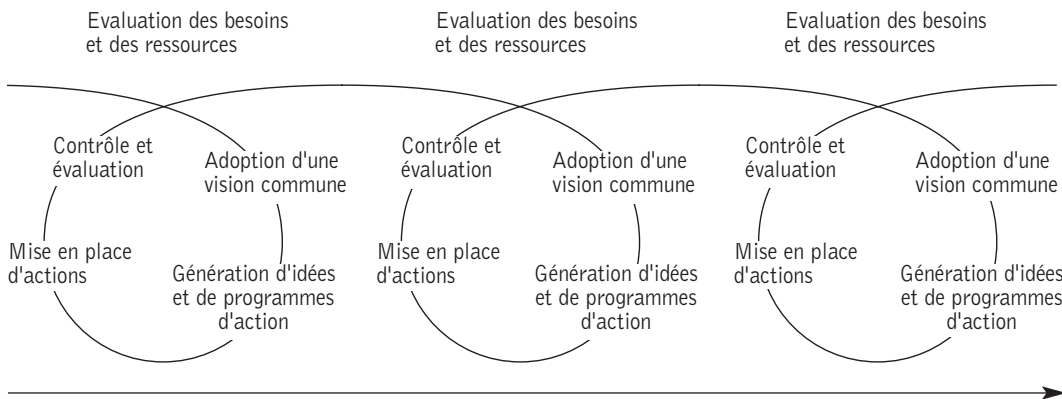 Evaluation des besoins
et des ressources
Evaluation des besoins
et des ressources
Evaluation des besoins
et des ressources
Contrôle et
évaluation
Adoption d'une
vision commune
Mise en place
d'actions
Génération d'idées
et de programmes
d'action
Contrôle et
évaluation
Adoption d'une
vision commune
Mise en place
d'actions
Génération d'idées
et de programmes
d'action
Contrôle et
évaluation
Adoption d'une
vision commune
Mise en place
d'actions
Génération d'idées
et de programmes
d'action